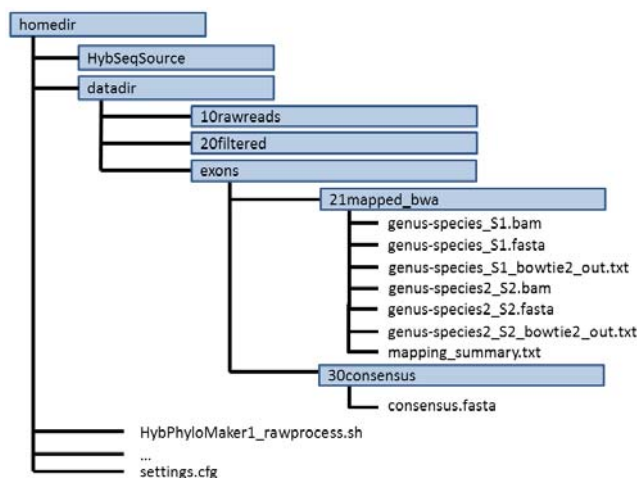 homedir
HybSeqSource
datadir
10rawreads
20filtered
exons
21mapped_bwa
genus-species_S1.bam
genus-species_S1.fasta
genus-species_S1_bowtie2_out.txt
genus-species2_S2.bam
genus-species2_S2.fasta
genus-species2_S2_bowtie2_out.txt
mapping_summary.txt
30consensus
consensus.fasta
HybPhyloMaker1_rawprocess.sh
...
settings.cfg